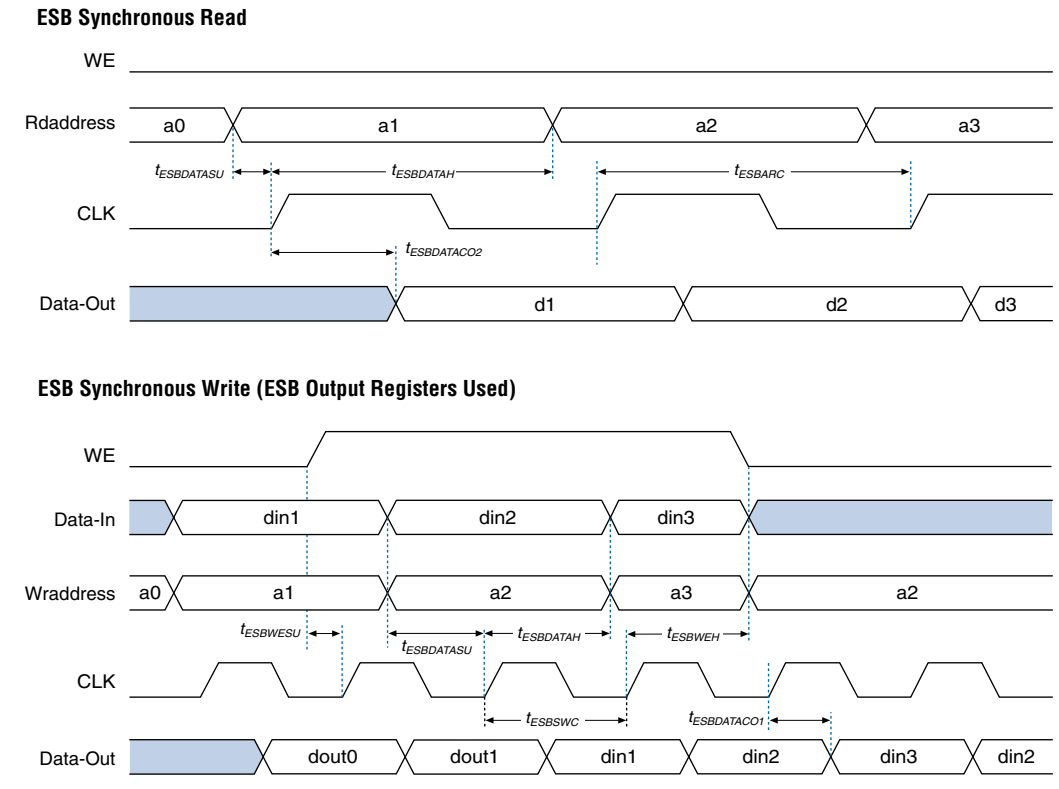 ESB Synchronous Read
WE
Rdaddress a0 a1 a2 a3
tESBDATASU tESBDATAH tESBARC
CLK
tESBDATACO2
Data-Out d1 d2 d3
ESB Synchronous Write (ESB Output Registers Used)
WE
Data-In din1 din2 din3
Wraddress a0 a1 a2 a3 a2
tESBWESU tESBDATASU tESBDATAH tESBWEH
CLK
tESBSWC tESBDATACO1
Data-Out dout0 dout1 din1 din2 din3 din2